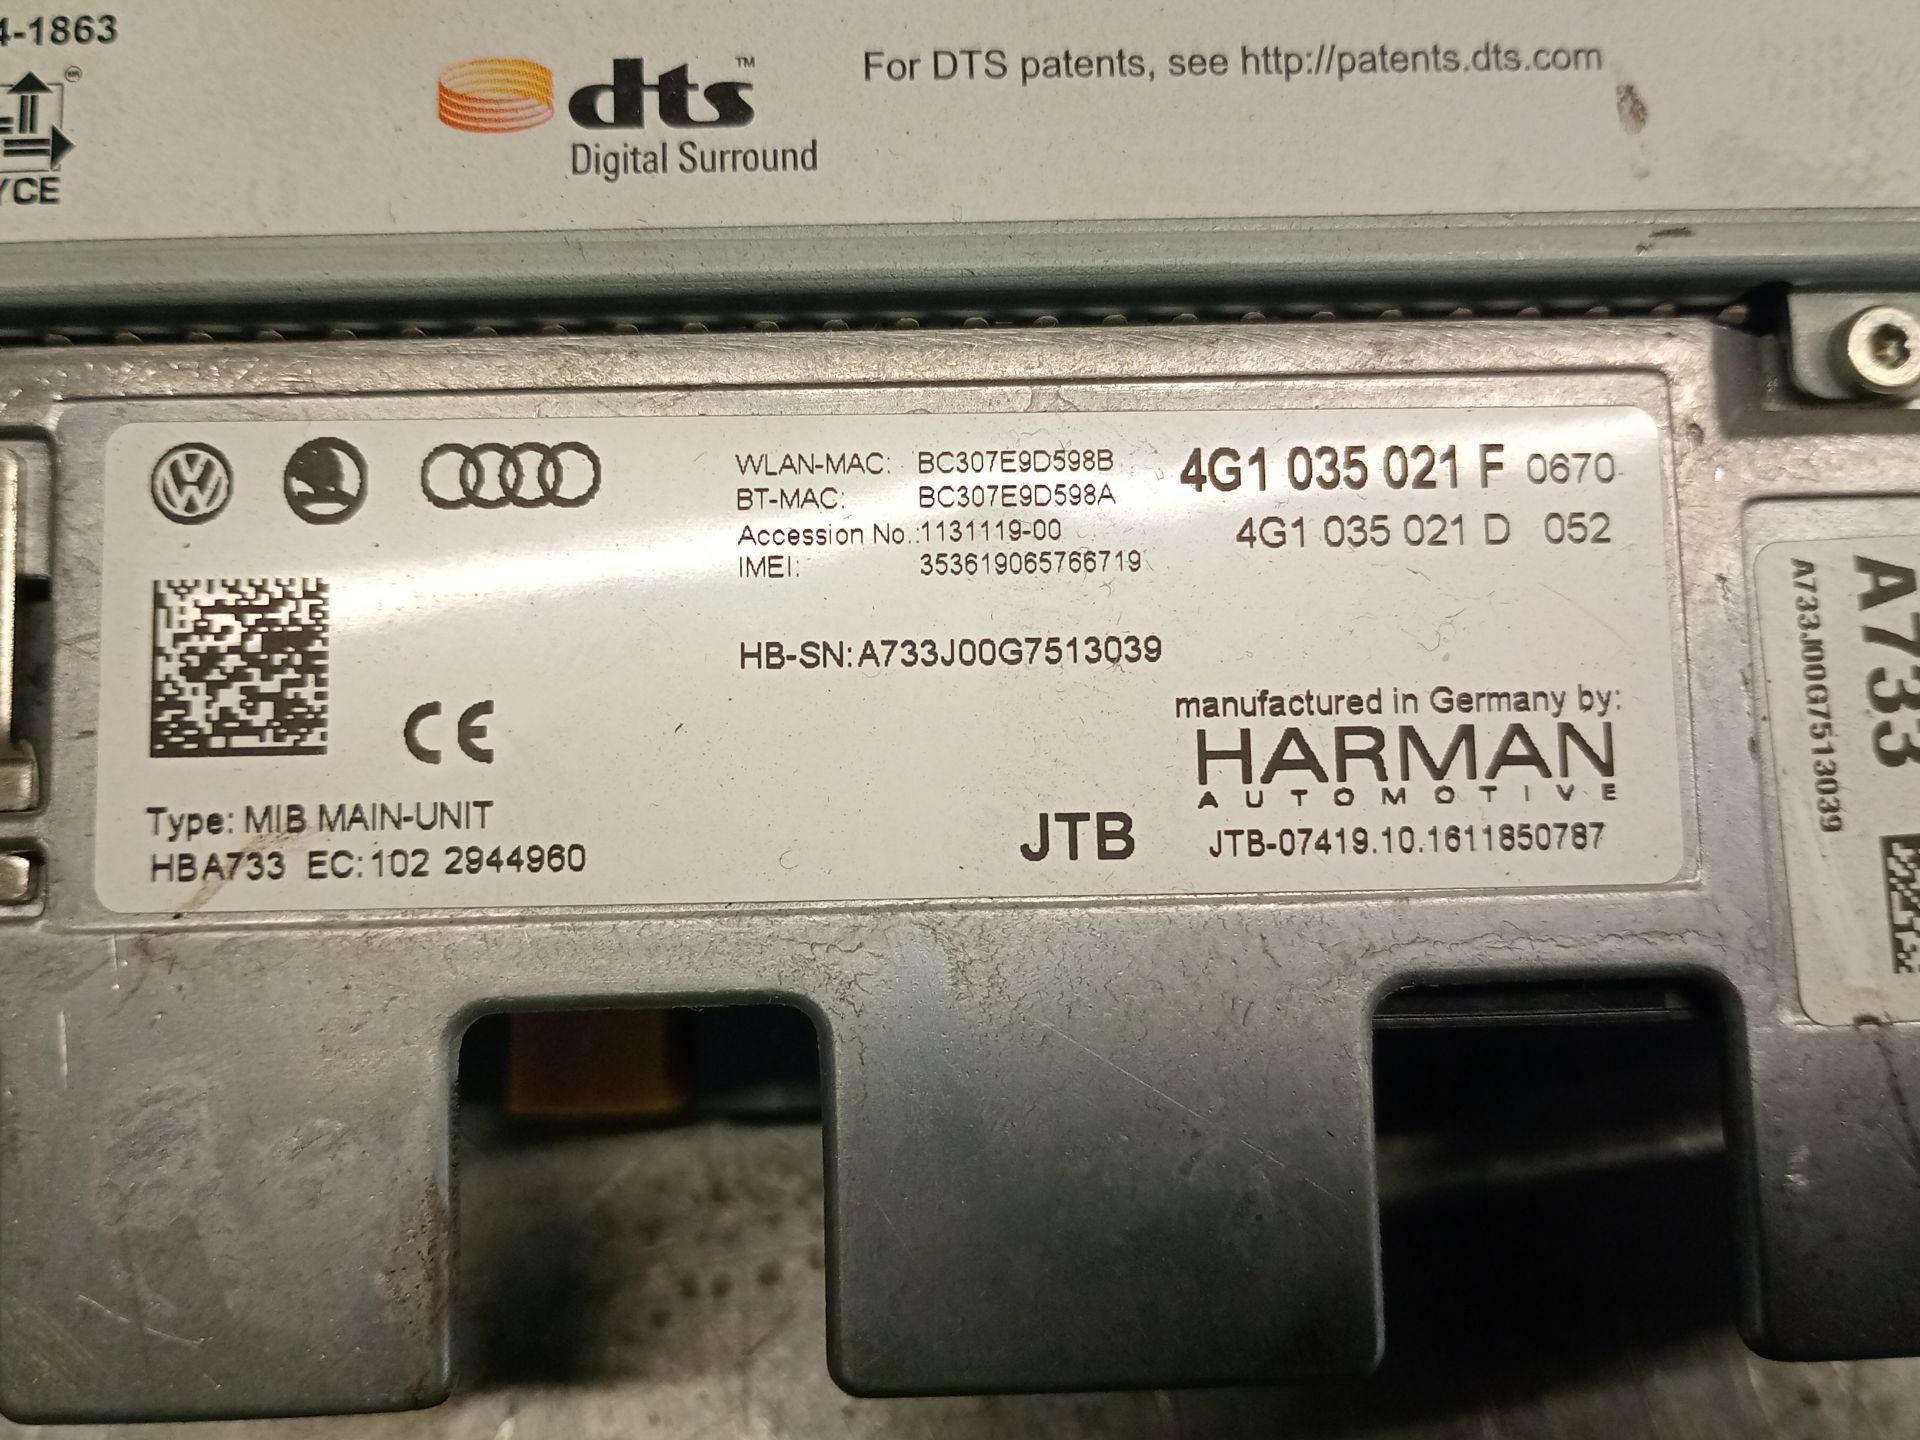 4-1863
YCE
dts™
Digital Surround
For DTS patents, see http://patents.dts.com
WLAN-MAC: BC307E9D598B
BT-MAC: BC307E9D598A
Accession No.:1131119-00
IMEI: 353619065766719
4G1 035 021 F 0670
4G1 035 021 D 052
HB-SN: A733J00G7513039
CE
Type: MIB MAIN-UNIT
HBA733 EC:102 2944960
manufactured in Germany by:
HARMAN
AUTOMOTIVE
JTB
JTB-07419.10.1611850787
A733
A733J00G7513039